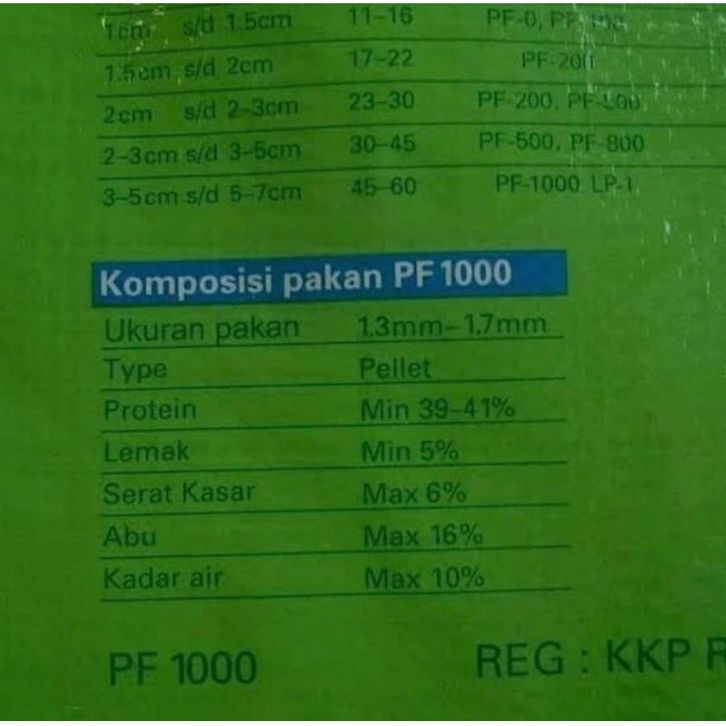 1cm s/d 1.5cm 11-16 PF-0, PF-100
1.5cm s/d 2cm 17-22 PF-200
2cm s/d 2-3cm 23-30 PF-200, PF-500
2-3cm s/d 3-5cm 30-45 PF-500, PF-800
3-5cm s/d 5-7cm 45-60 PF-1000 LP-1
Komposisi pakan PF 1000
Ukuran pakan 1.3mm-1.7mm
Type Pellet
Protein Min 39-41%
Lemak Min 5%
Serat Kasar Max 6%
Abu Max 16%
Kadar air Max 10%
PF 1000 REG : KKP R